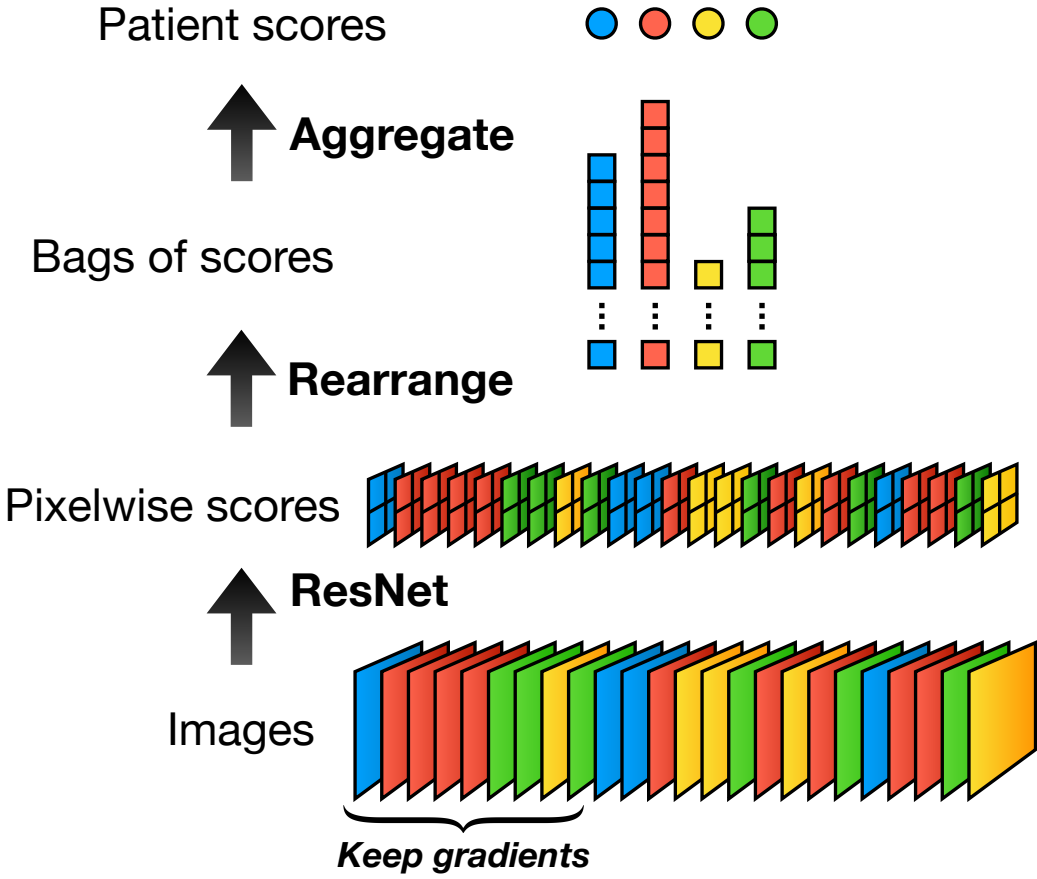 Patient scores
Aggregate
Bags of scores
Rearrange
Pixelwise scores
ResNet
Images
Keep gradients